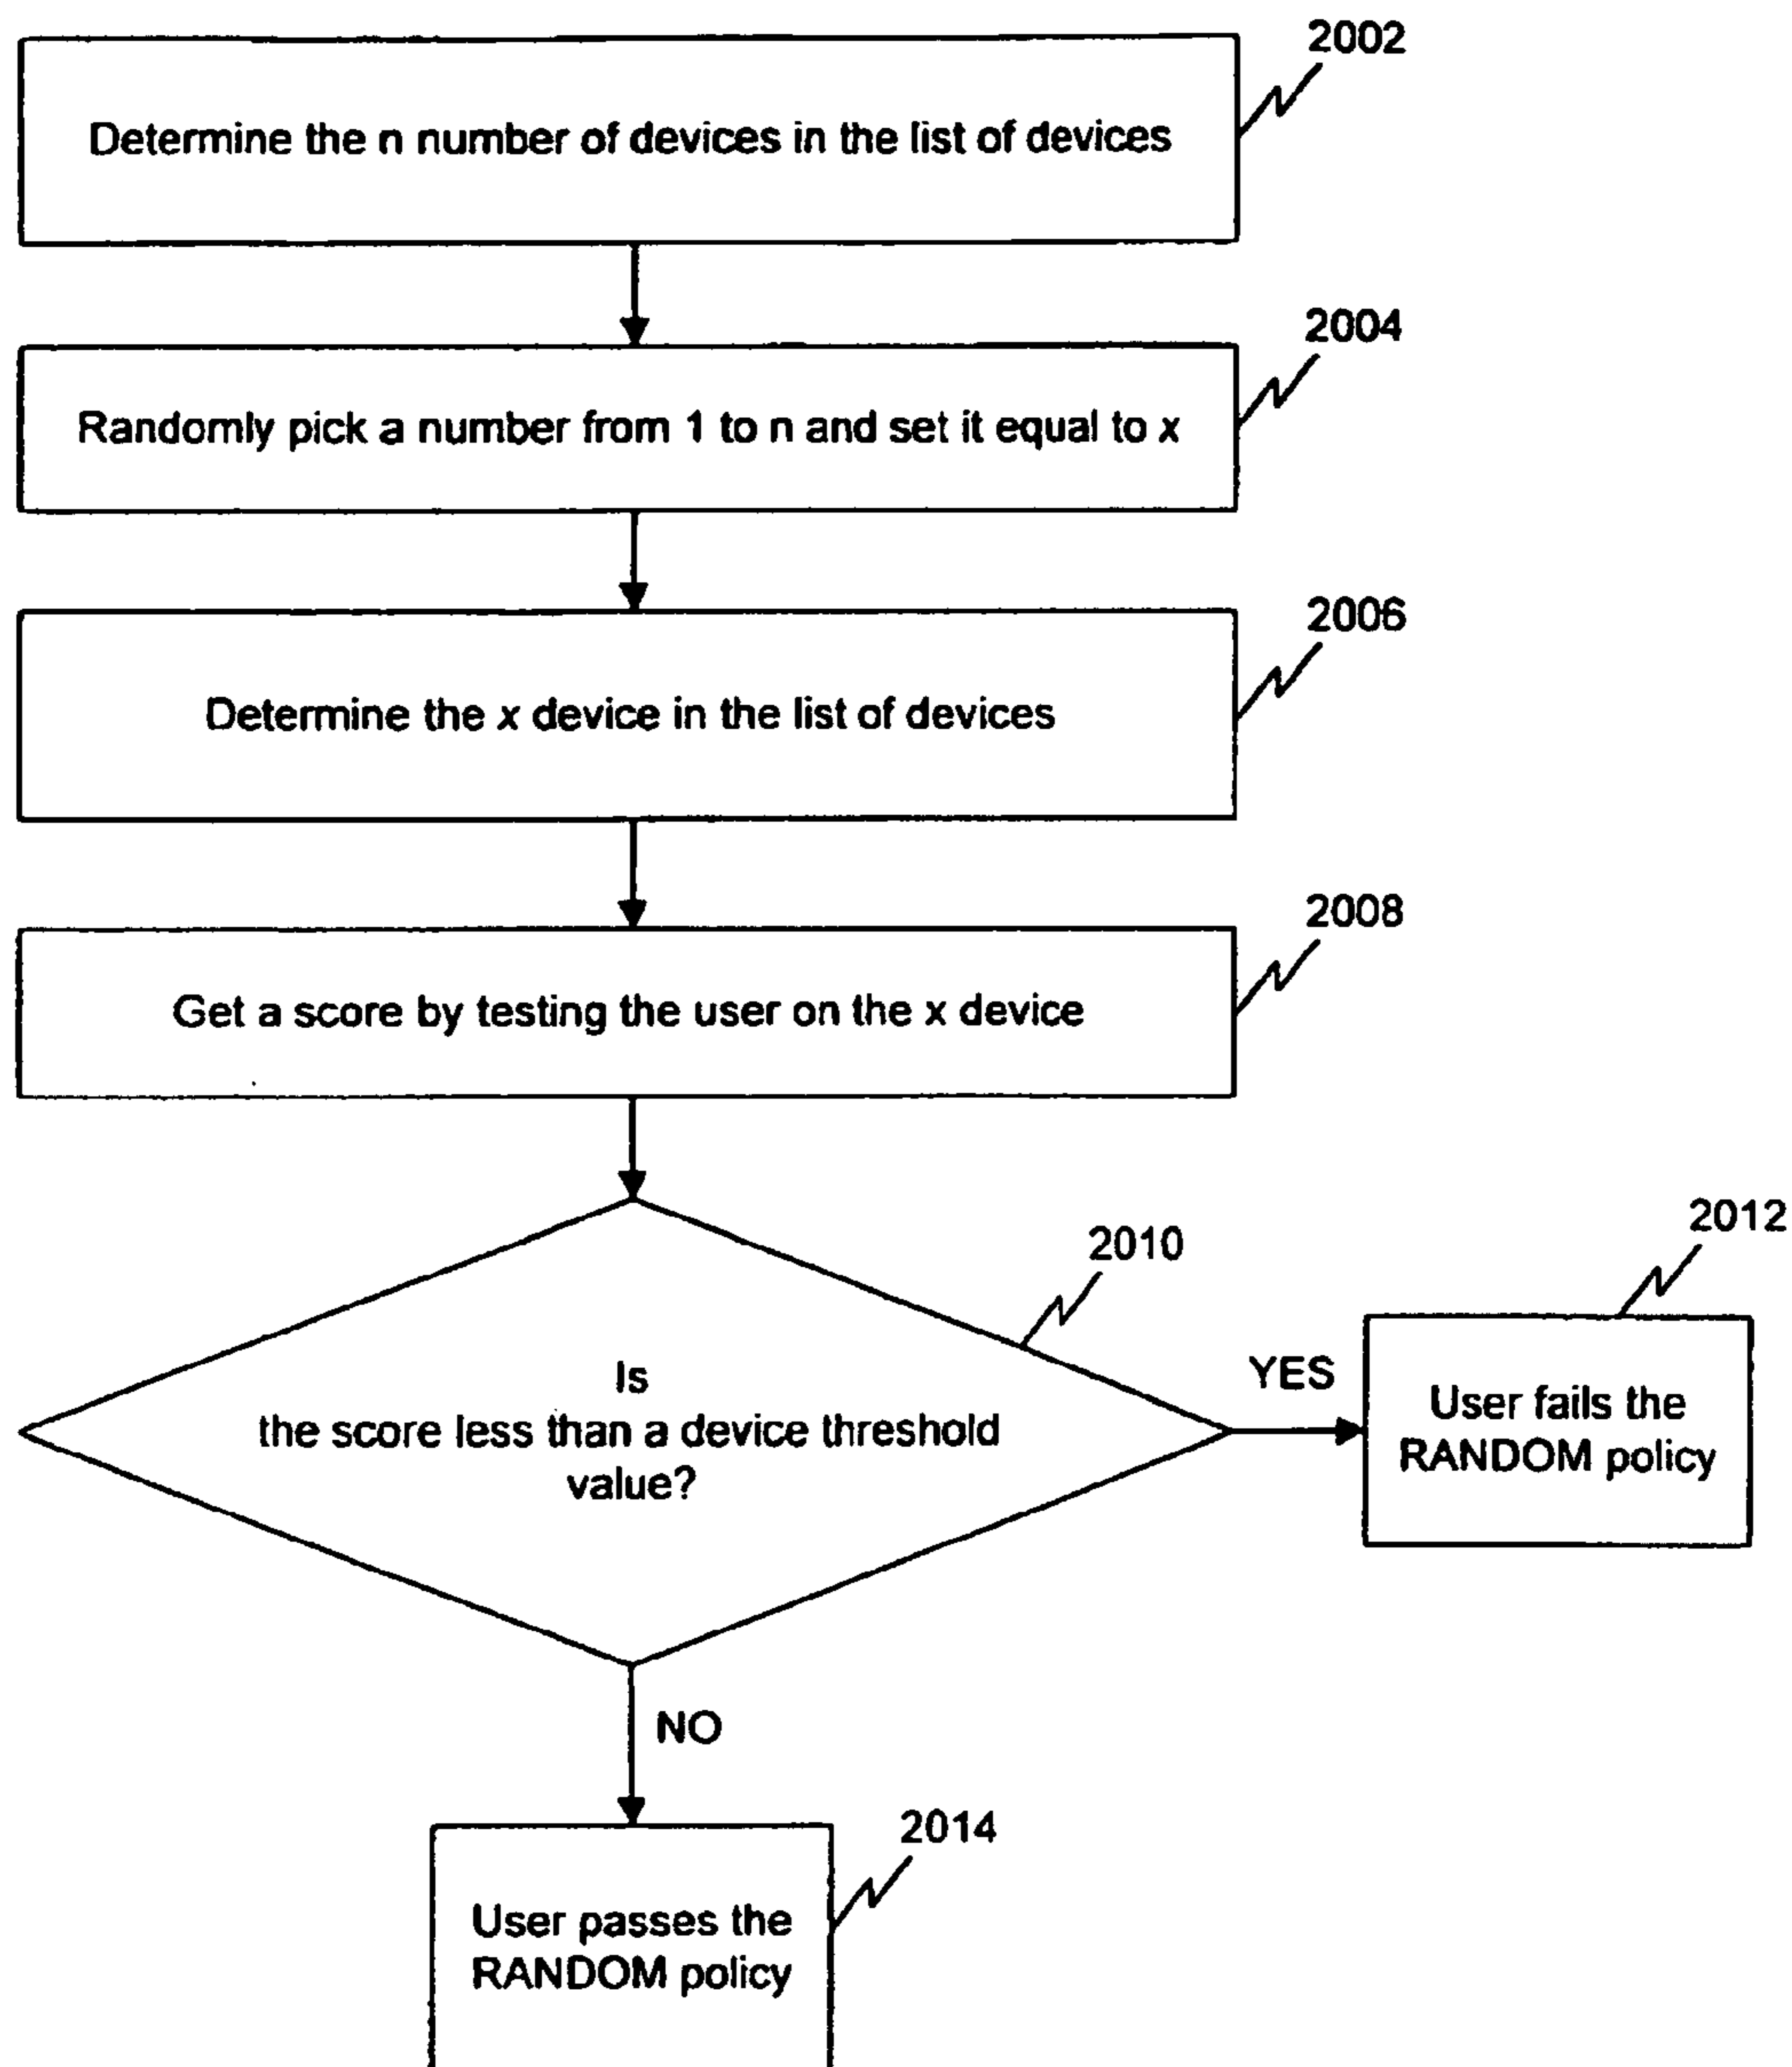 2002
Determine the n number of devices in the list of devices
2004
Randomly pick a number from 1 to n and set it equal to x
2006
Determine the x device in the list of devices
2008
Get a score by testing the user on the x device
2010
2012
Is
the score less than a device threshold
value?
YES
User fails the
RANDOM policy
NO
2014
User passes the
RANDOM policy